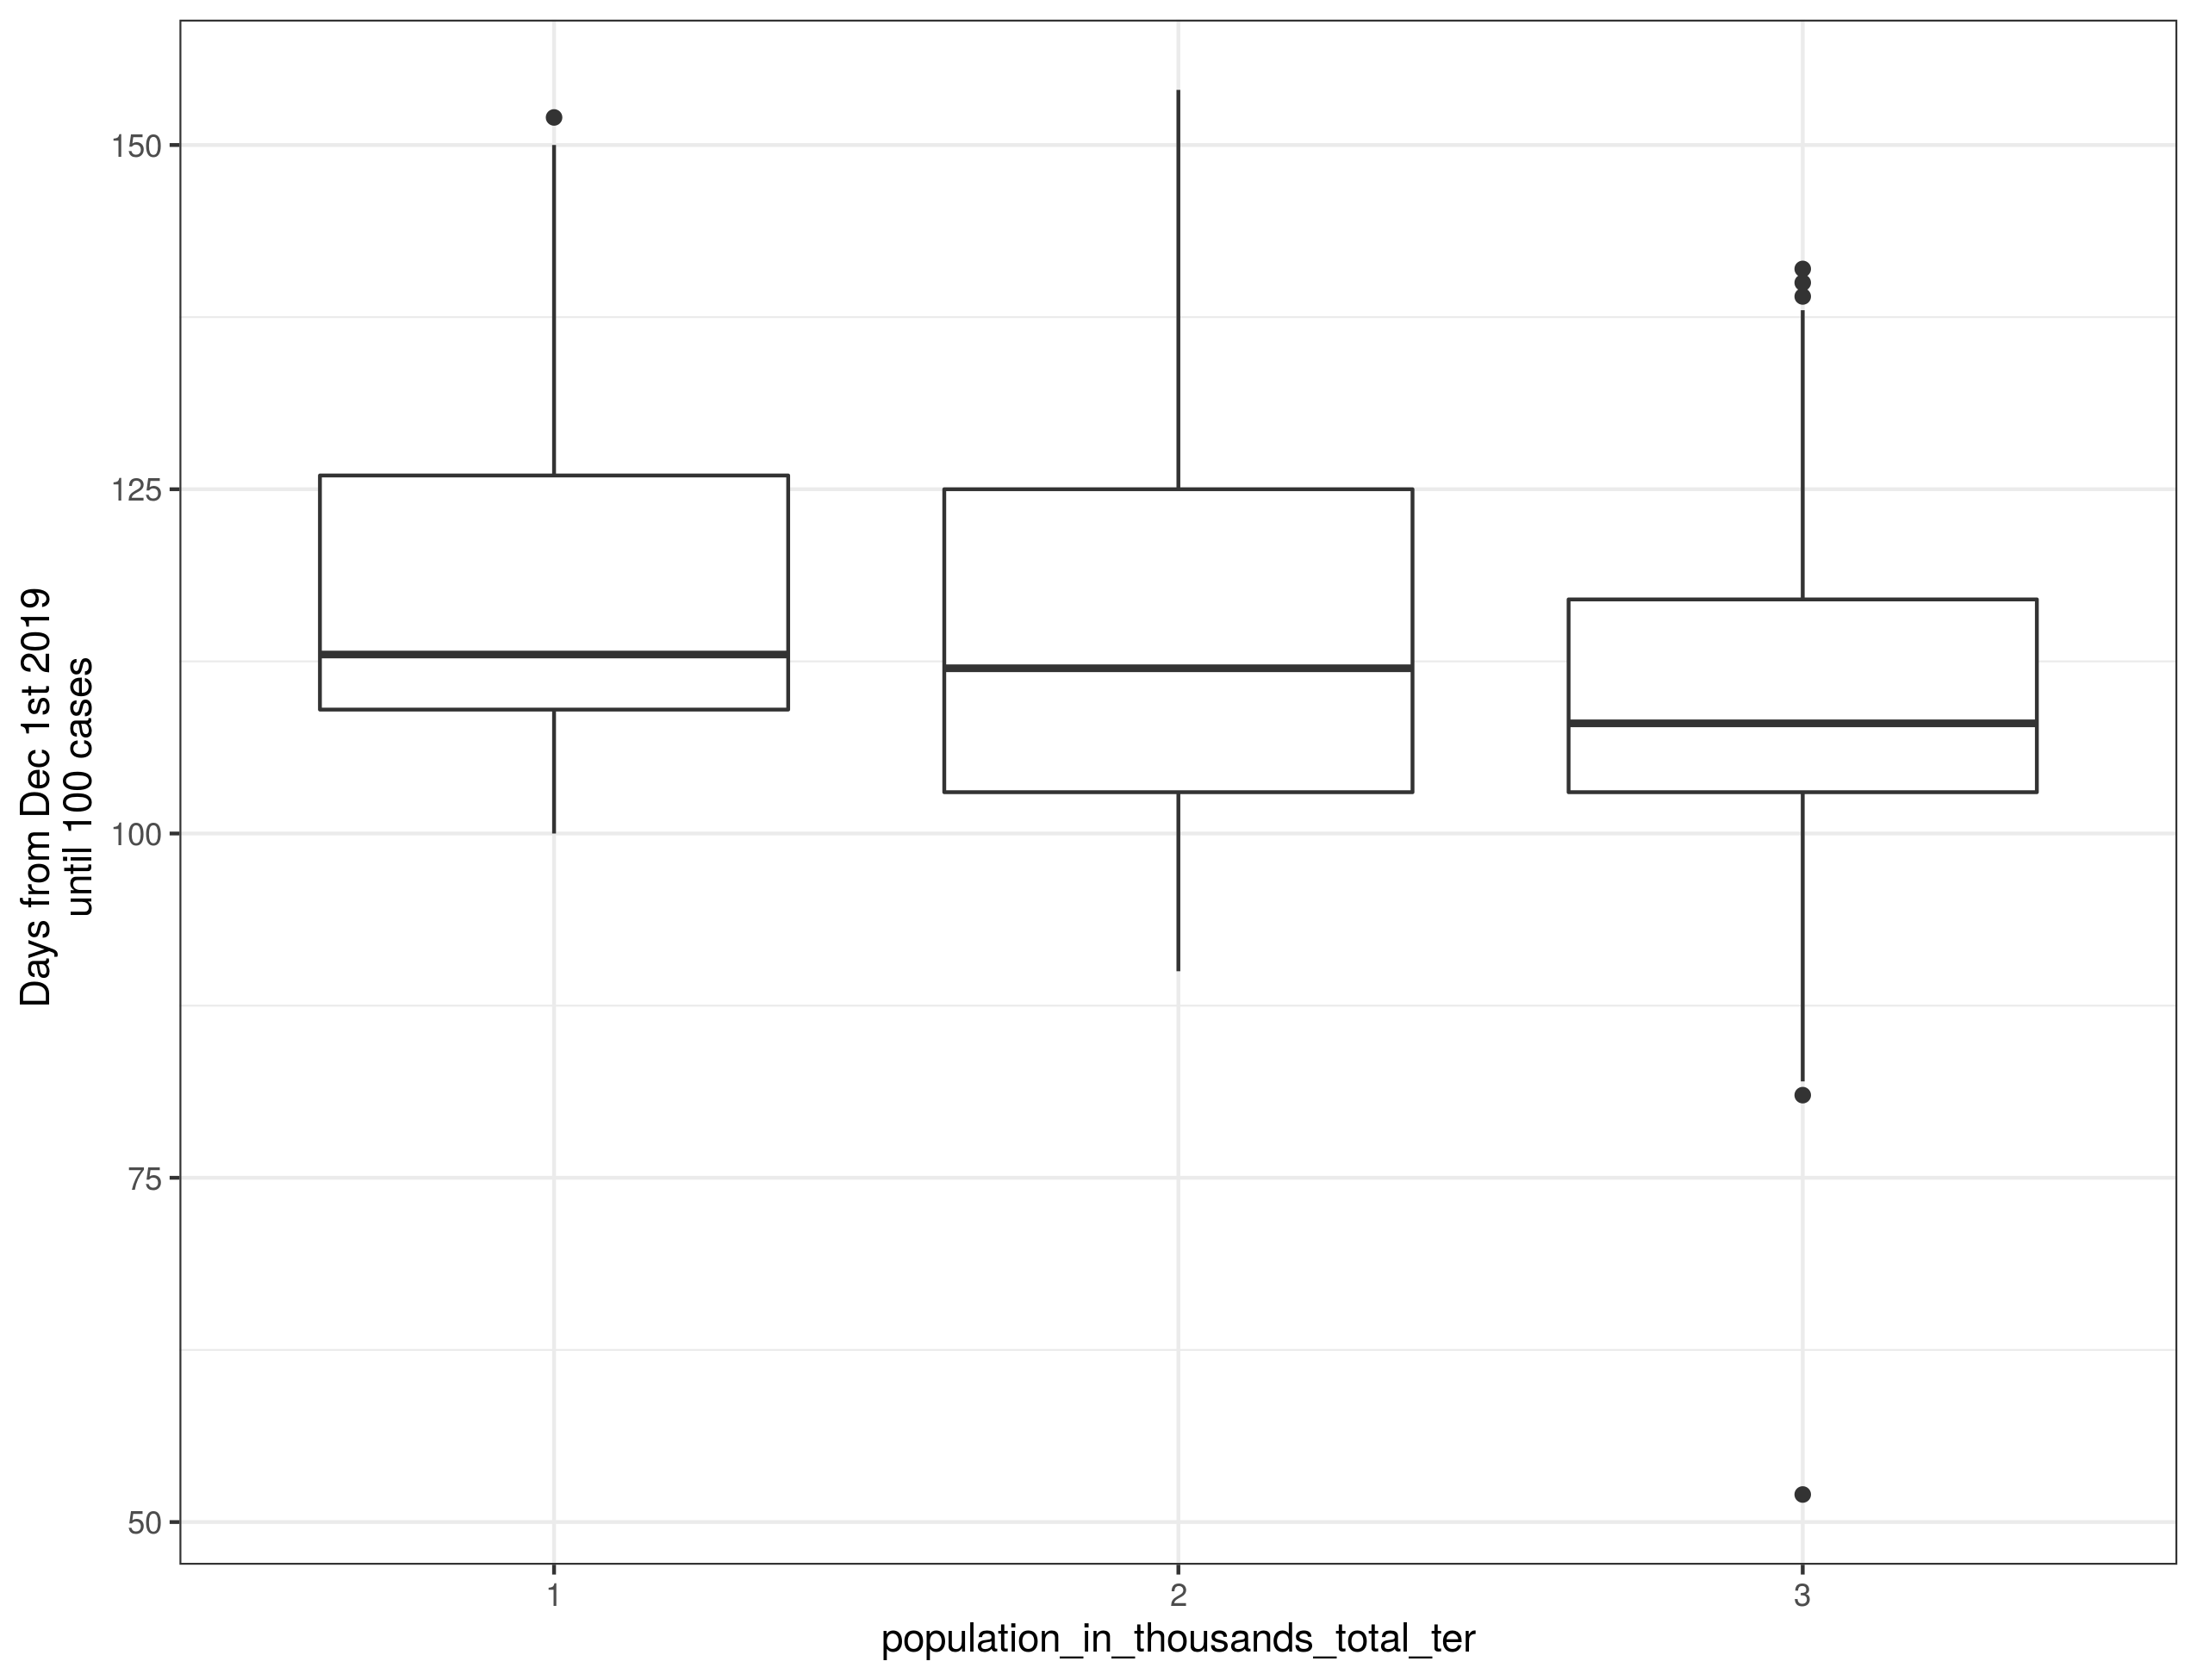 Days from Dec 1st 2019
until 100 cases
150
125
100
75
50
1
2
3
population_in_thousands_total_ter